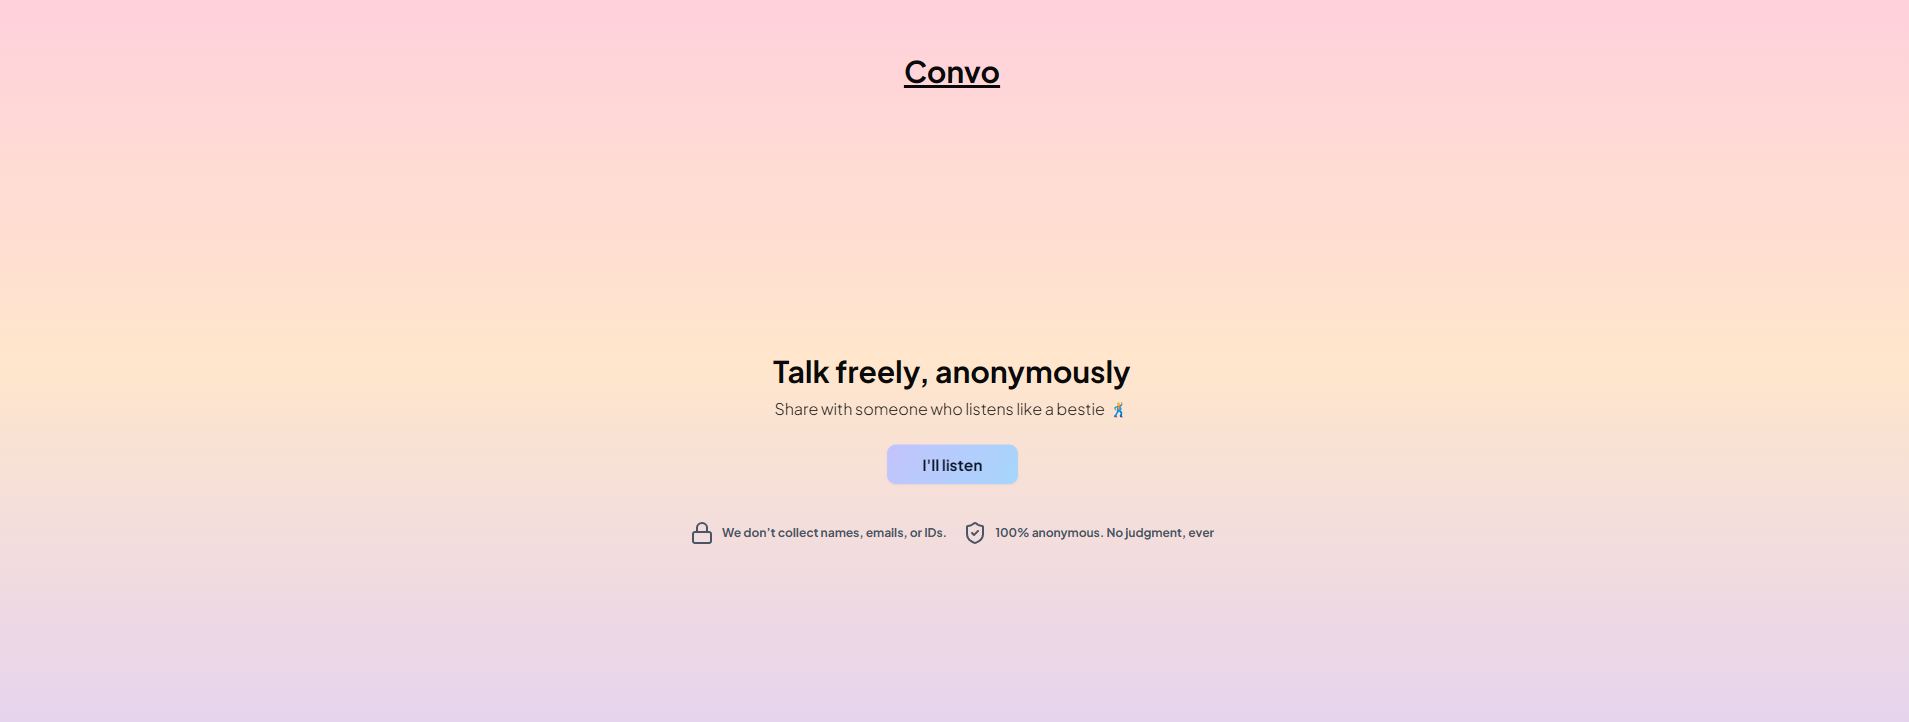 Convo
Talk freely, anonymously
Share with someone who listens like a bestie 🕺
I'll listen
We don't collect names, emails, or IDs.
100% anonymous. No judgment, ever